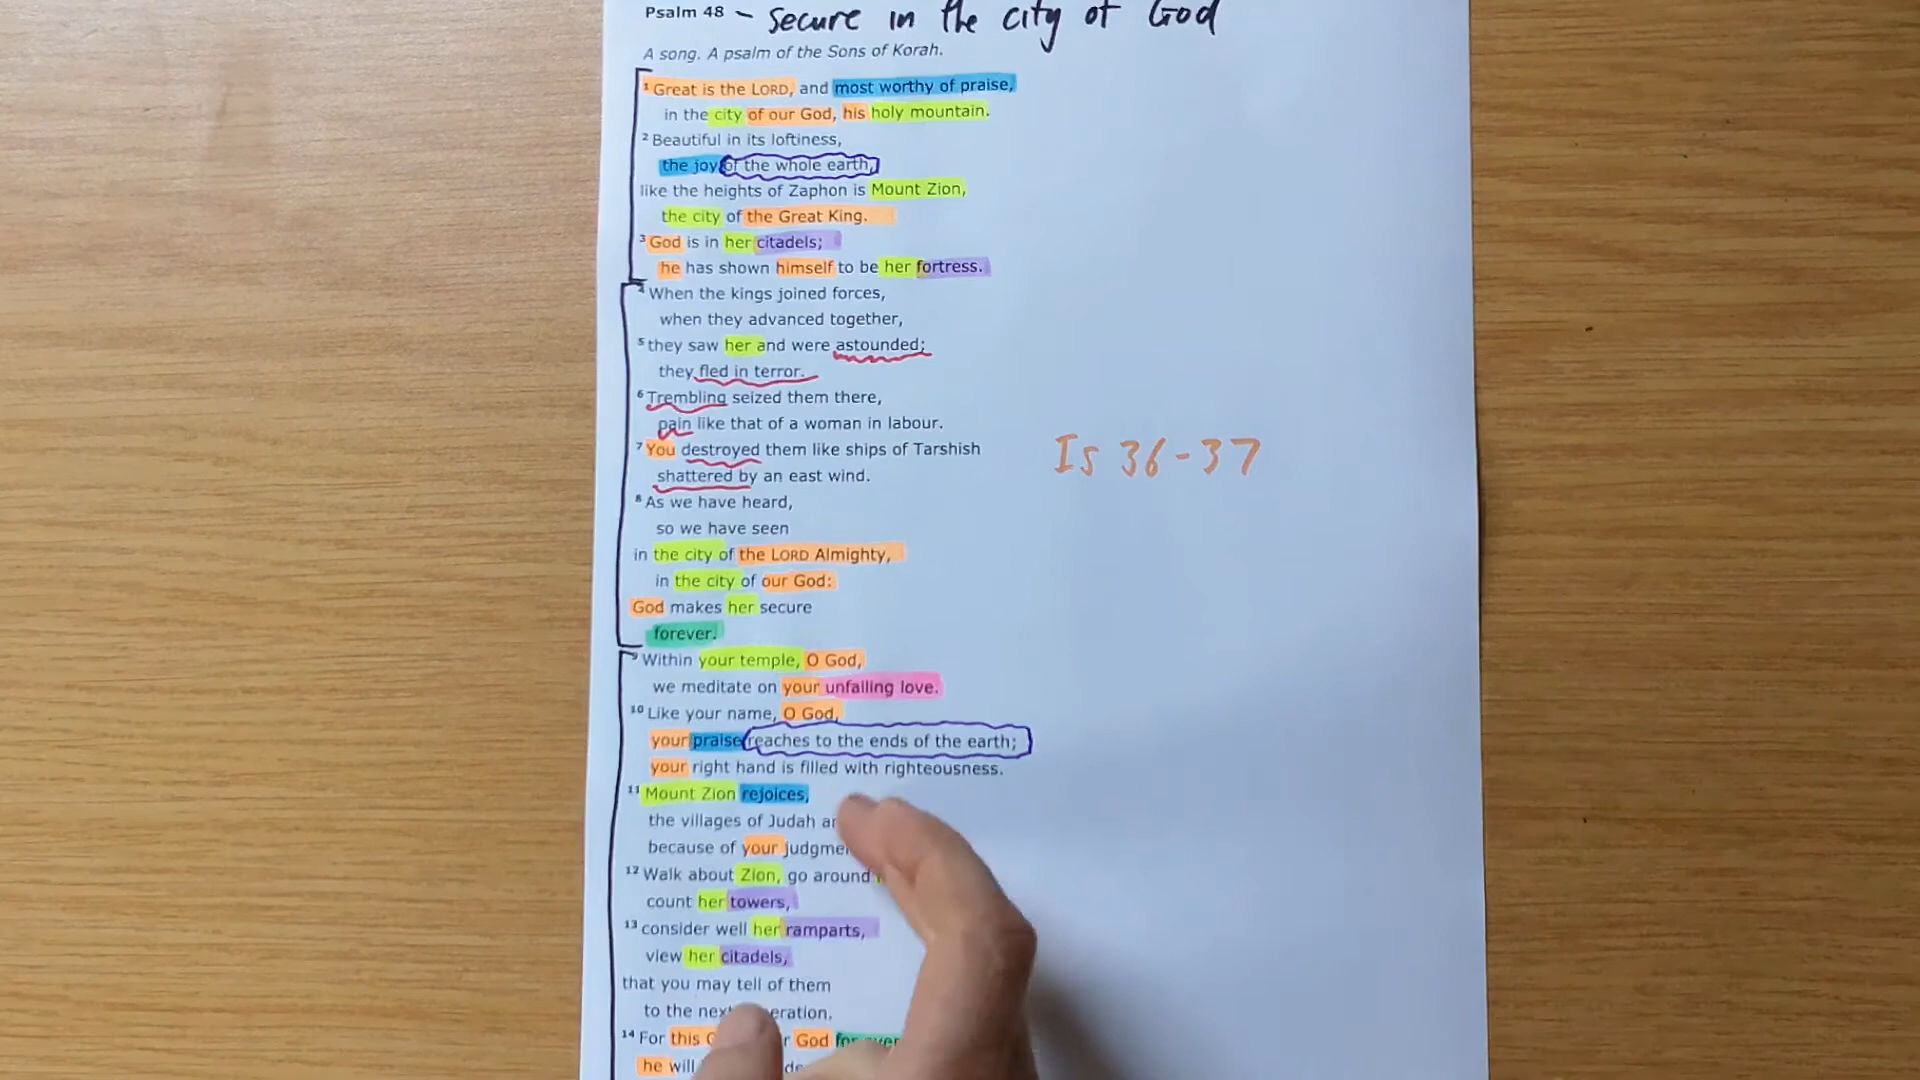 Psalm 48 - Secure in the city of God
A song. A psalm of the Sons of Korah.
1 Great is the LORD, and most worthy of praise,
in the city of our God, his holy mountain.
2 Beautiful in its loftiness,
the joy of the whole earth,
like the heights of Zaphon is Mount Zion,
the city of the Great King.
3 God is in her citadels;
he has shown himself to be her fortress.
4 When the kings joined forces,
when they advanced together,
5 they saw her and were astounded;
they fled in terror.
6 Trembling seized them there,
pain like that of a woman in labour.
7 You destroyed them like ships of Tarshish
Is 36-37
shattered by an east wind.
8 As we have heard,
so we have seen
in the city of the LORD Almighty,
in the city of our God:
God makes her secure
forever.
9 Within your temple, O God,
we meditate on your unfailing love.
10 Like your name, O God,
your praise reaches to the ends of the earth;
your right hand is filled with righteousness.
11 Mount Zion rejoices,
the villages of Judah
because of your
12 Walk about Zion, go around
count her towers,
13 consider well her ramparts,
view her citadels,
that you may tell of them
to the
14 For this God for ever
he will